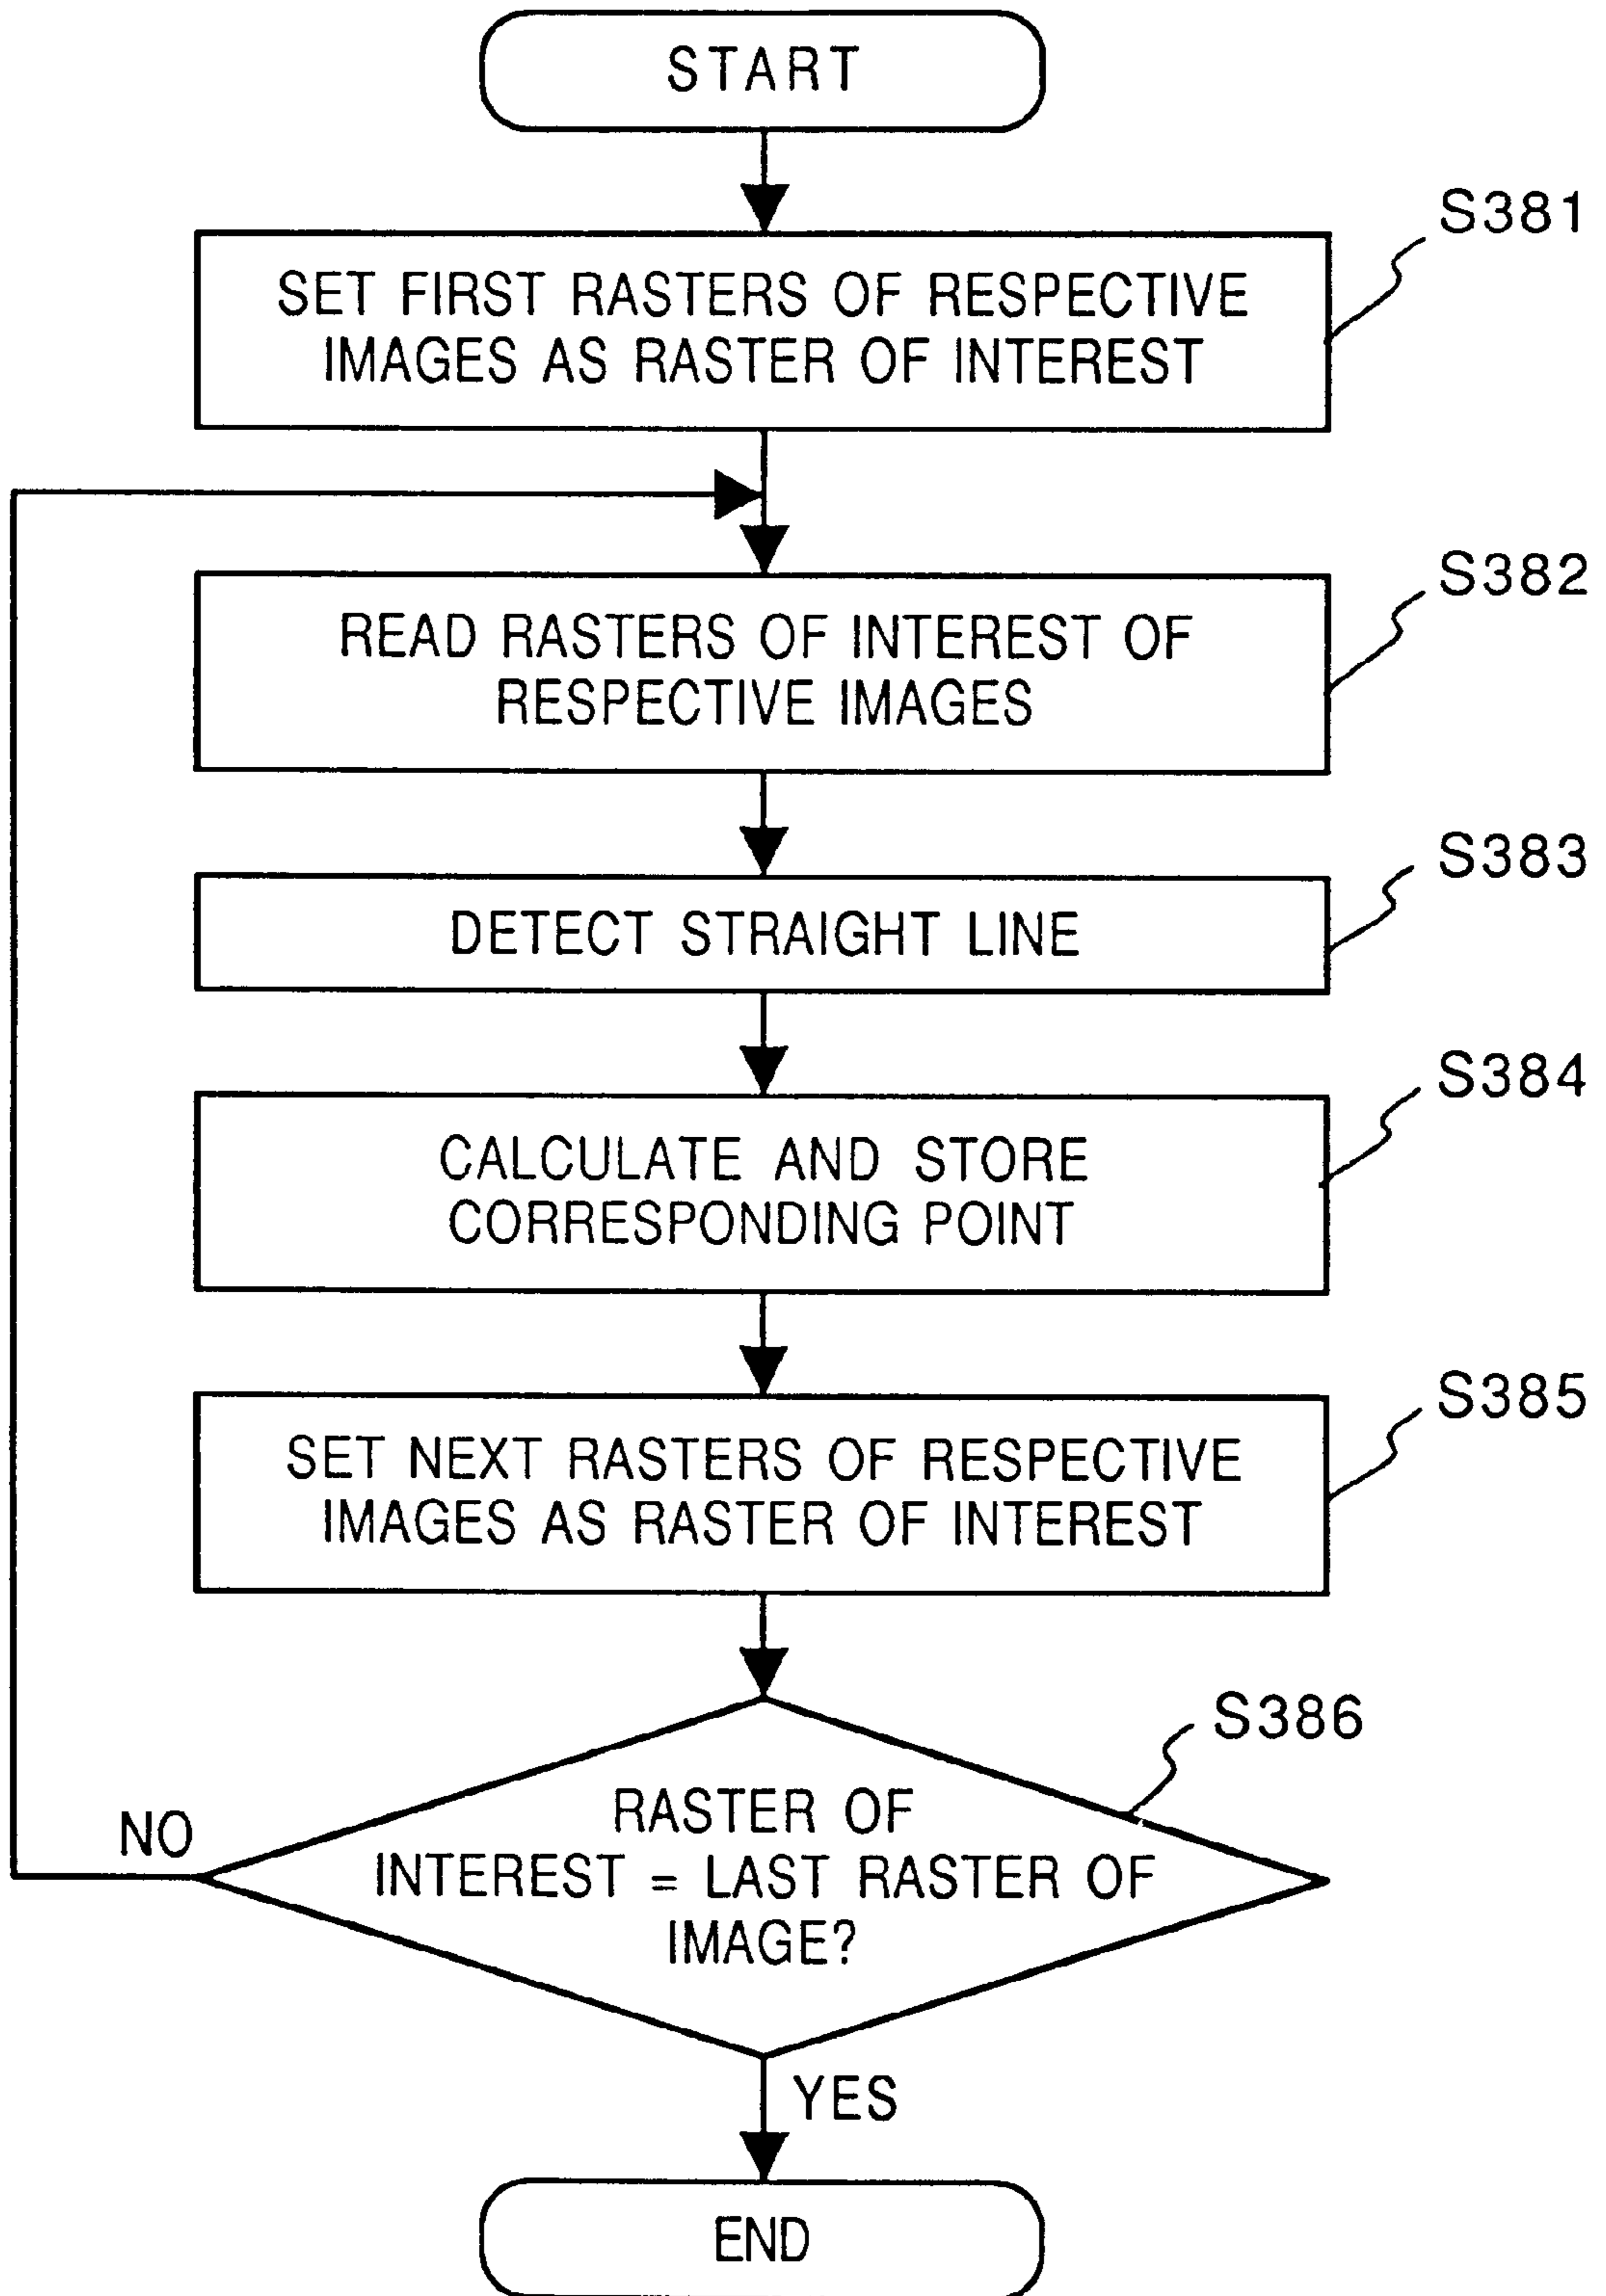 START
S381
SET FIRST RASTERS OF RESPECTIVE
IMAGES AS RASTER OF INTEREST
S382
READ RASTERS OF INTEREST OF
RESPECTIVE IMAGES
S383
DETECT STRAIGHT LINE
S384
CALCULATE AND STORE
CORRESPONDING POINT
S385
SET NEXT RASTERS OF RESPECTIVE
IMAGES AS RASTER OF INTEREST
S386
RASTER OF
INTEREST = LAST RASTER OF
IMAGE?
NO
YES
END